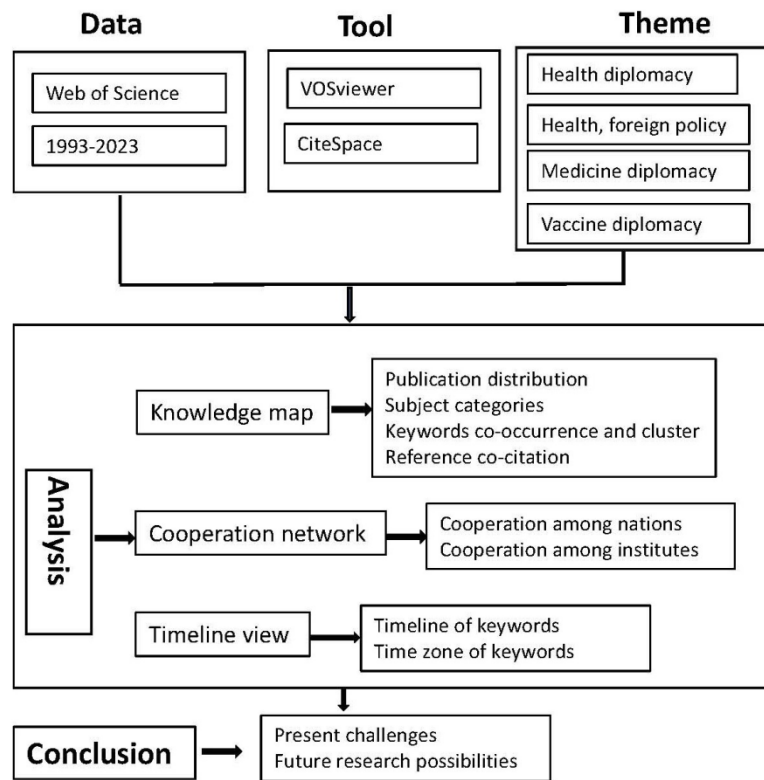 Data
Tool
Theme
Web of Science
1993-2023
VOSviewer
CiteSpace
Health diplomacy
Health, foreign policy
Medicine diplomacy
Vaccine diplomacy
Analysis
Knowledge map
Publication distribution
Subject categories
Keywords co-occurrence and cluster
Reference co-citation
Cooperation network
Cooperation among nations
Cooperation among institutes
Timeline view
Timeline of keywords
Time zone of keywords
Conclusion
Present challenges
Future research possibilities